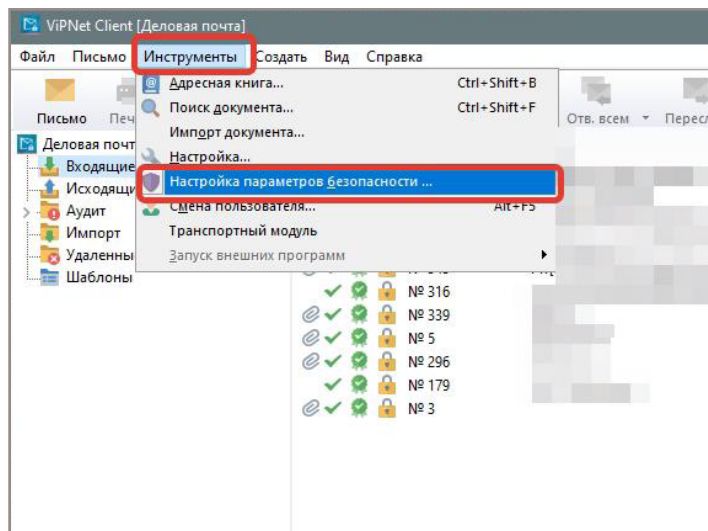 ViPNet Client [Деловая почта]
Файл Письмо Инструменты Создать Вид Справка
Письмо
Отв. всем
Адресная книга... Ctrl+Shift+B
Поиск документа... Ctrl+Shift+F
Импорт документа...
Настройка...
Настройка параметров безопасности ...
Смена пользователя... Alt+F5
Транспортный модуль
Запуск внешних программ
Деловая почт
Входящие
Исходящи
Аудит
Импорт
Удаленны
Шаблоны
№ 316
№ 339
№ 5
№ 296
№ 179
№ 3